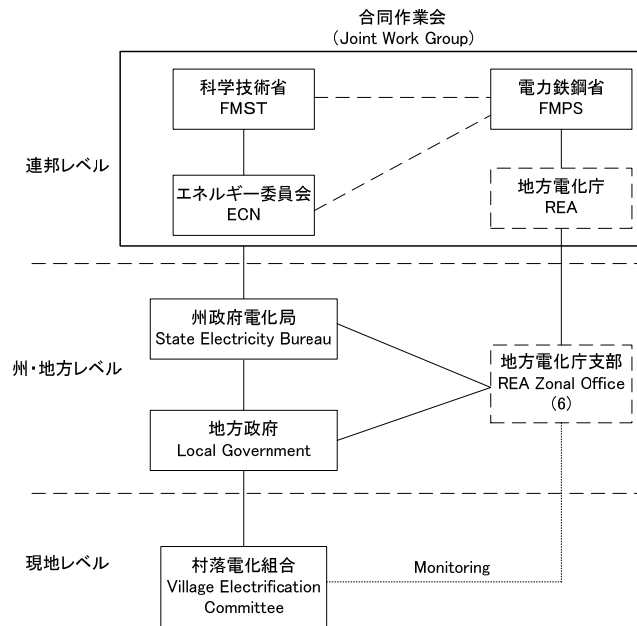 合同作業会
(Joint Work Group)
科学技術省
FMST
電力鉄鋼省
FMPS
連邦レベル
エネルギー委員会
ECN
地方電化庁
REA
州政府電化局
State Electricity Bureau
州・地方レベル
地方電化庁支部
REA Zonal Office
(6)
地方政府
Local Government
現地レベル
村落電化組合
Village Electrification
Committee
Monitoring